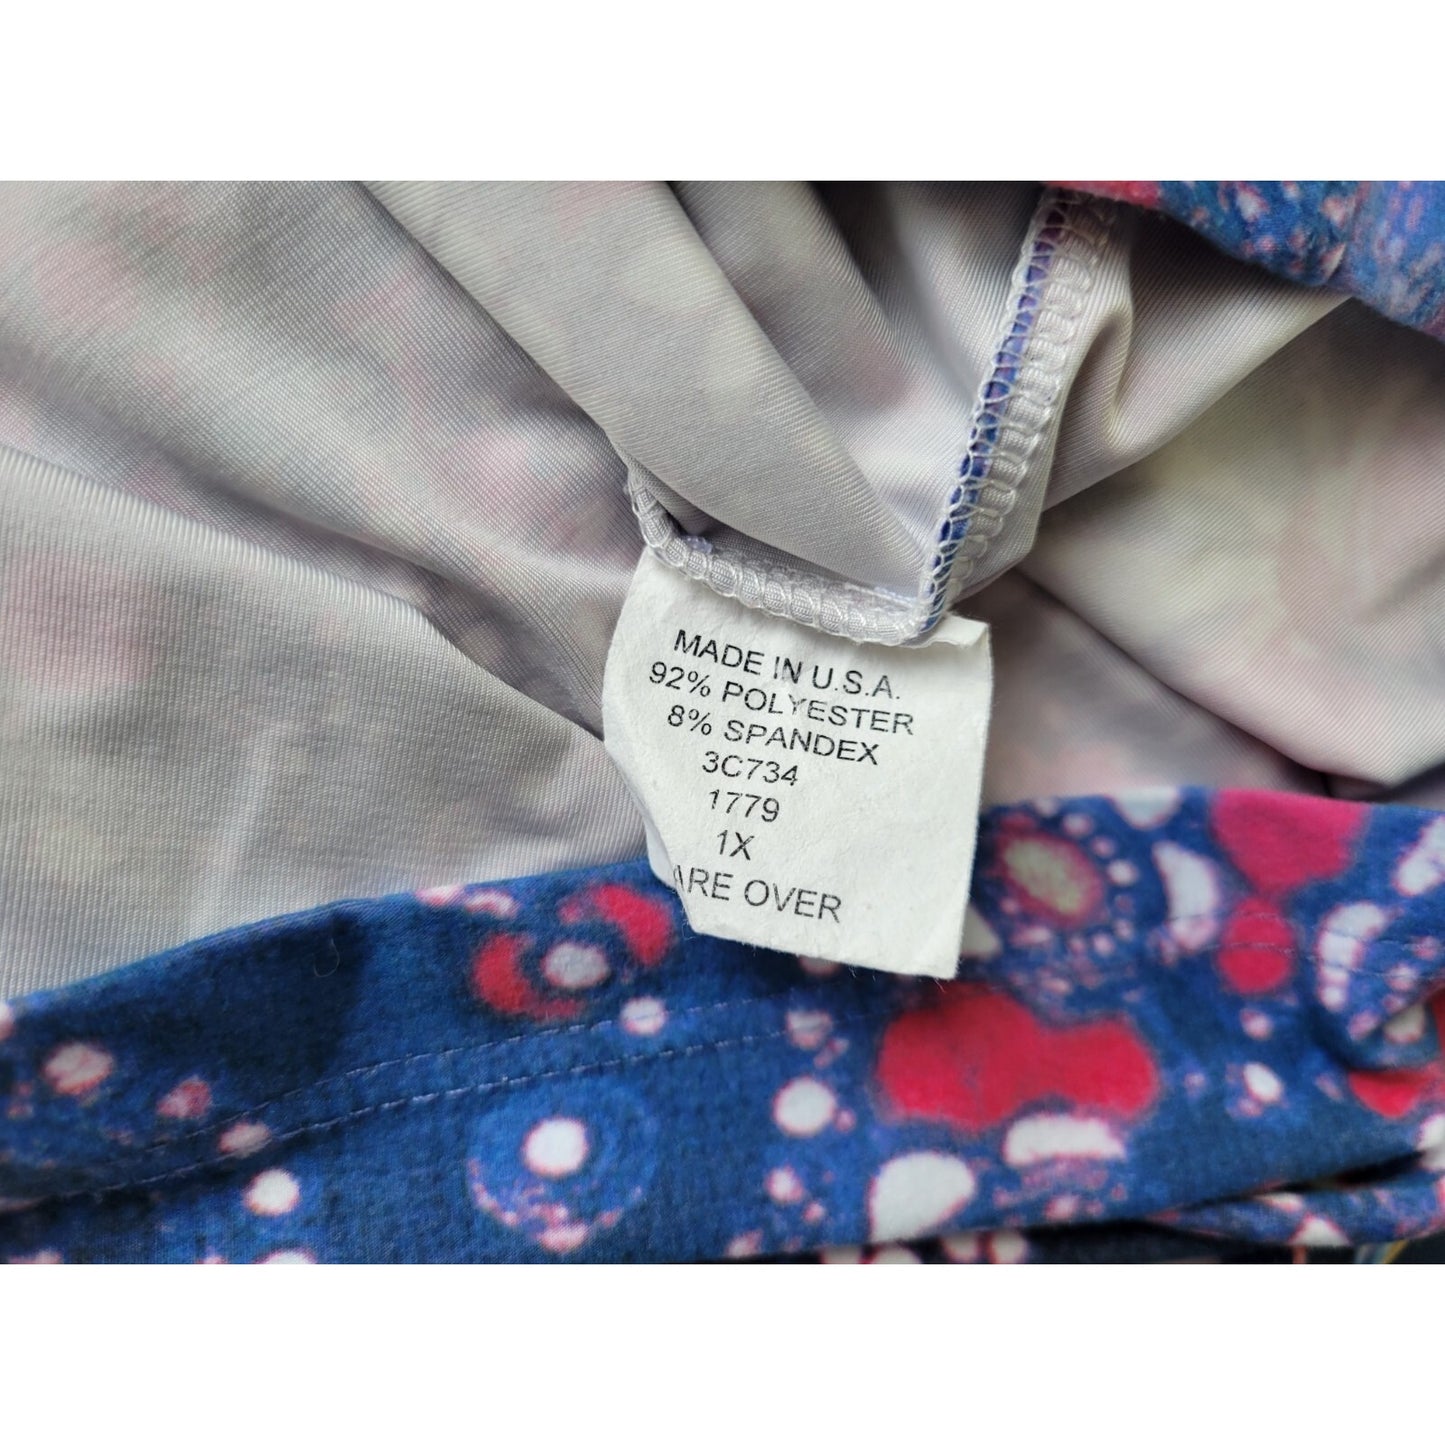 MADE IN U.S.A.
92% POLYESTER
8% SPANDEX
3C734
1779
1X
ARE OVER